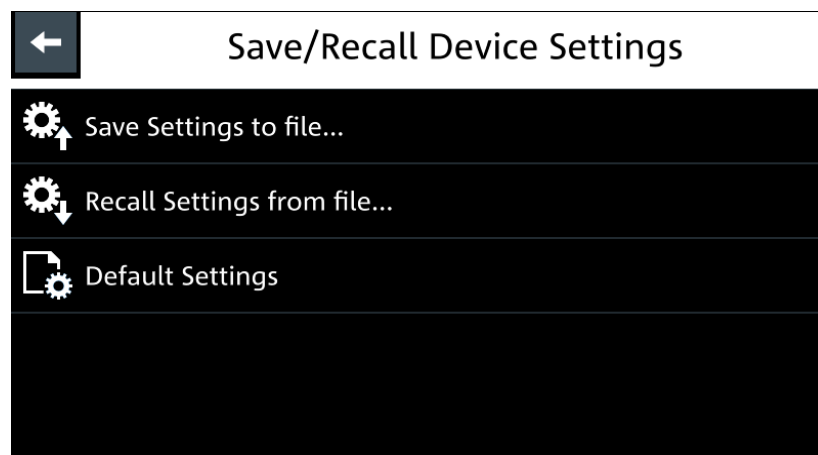 Save/Recall Device Settings
Save Settings to file...
Recall Settings from file...
Default Settings